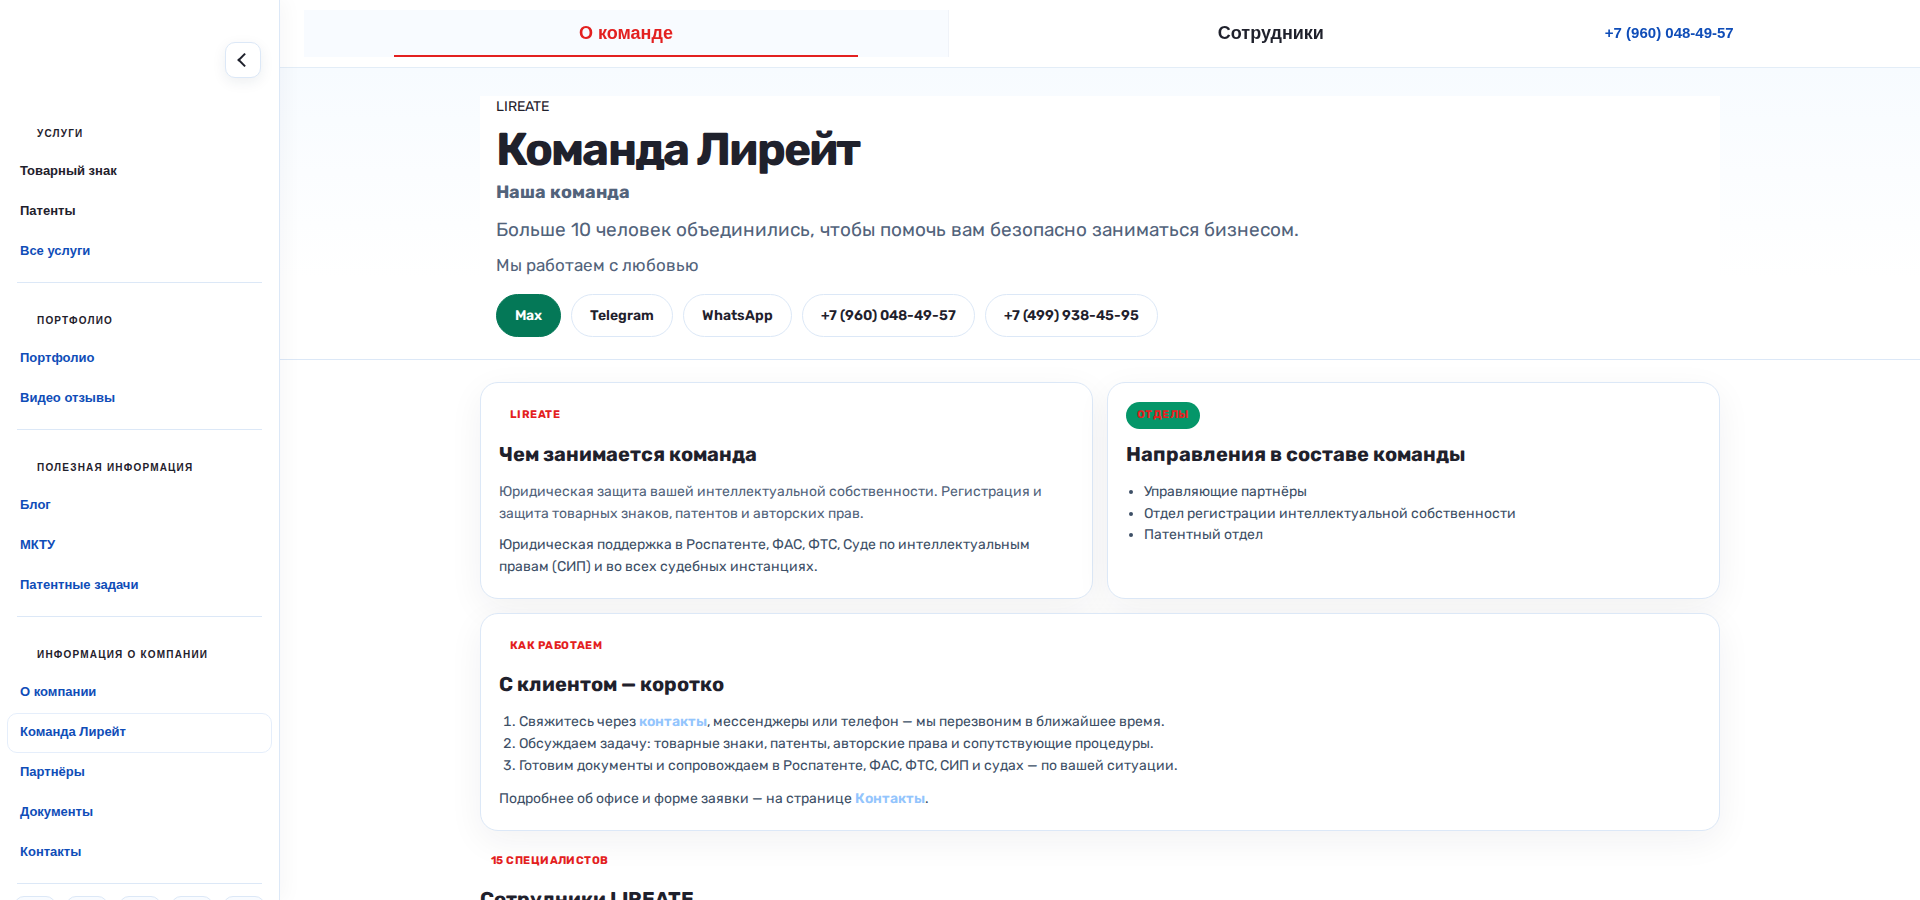 О команде
Сотрудники
+7 (960) 048-49-57
УСЛУГИ
Товарный знак
Патенты
Все услуги
ПОРТФОЛИО
Портфолио
Видео отзывы
ПОЛЕЗНАЯ ИНФОРМАЦИЯ
Блог
МКТУ
Патентные задачи
ИНФОРМАЦИЯ О КОМПАНИИ
О компании
Команда Лирейт
Партнёры
Документы
Контакты
LIREATE
Команда Лирейт
Наша команда
Больше 10 человек объединились, чтобы помочь вам безопасно заниматься бизнесом.
Мы работаем с любовью
Max
Telegram
WhatsApp
+7 (960) 048-49-57
+7 (499) 938-45-95
LIREATE
Чем занимается команда
Юридическая защита вашей интеллектуальной собственности. Регистрация и
защита товарных знаков, патентов и авторских прав.
Юридическая поддержка в Роспатенте, ФАС, ФТС, Суде по интеллектуальным
правам (СИП) и во всех судебных инстанциях.
ОТДЕЛЫ
Направления в составе команды
• Управляющие партнёры
• Отдел регистрации интеллектуальной собственности
• Патентный отдел
КАК РАБОТАЕМ
С клиентом — коротко
1. Свяжитесь через контакты, мессенджеры или телефон — мы перезвоним в ближайшее время.
2. Обсуждаем задачу: товарные знаки, патенты, авторские права и сопутствующие процедуры.
3. Готовим документы и сопровождаем в Роспатенте, ФАС, ФТС, СИП и судах — по вашей ситуации.
Подробнее об офисе и форме заявки — на странице Контакты.
15 СПЕЦИАЛИСТОВ
Сотрудники LIREATE